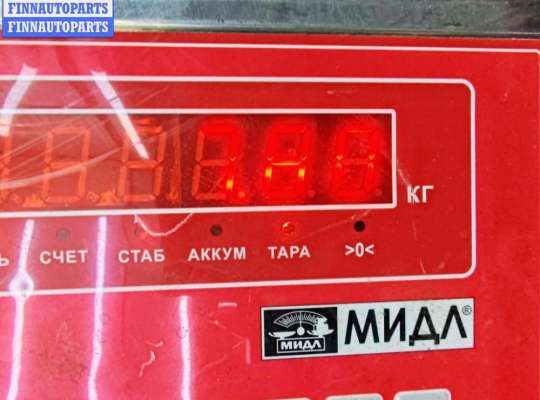 FINNAUTOPARTS
FINNAUTOPARTS
КГ
Ь СЧЕТ СТАБ АККУМ ТАРА >0<
МИДЛ МИДЛ®